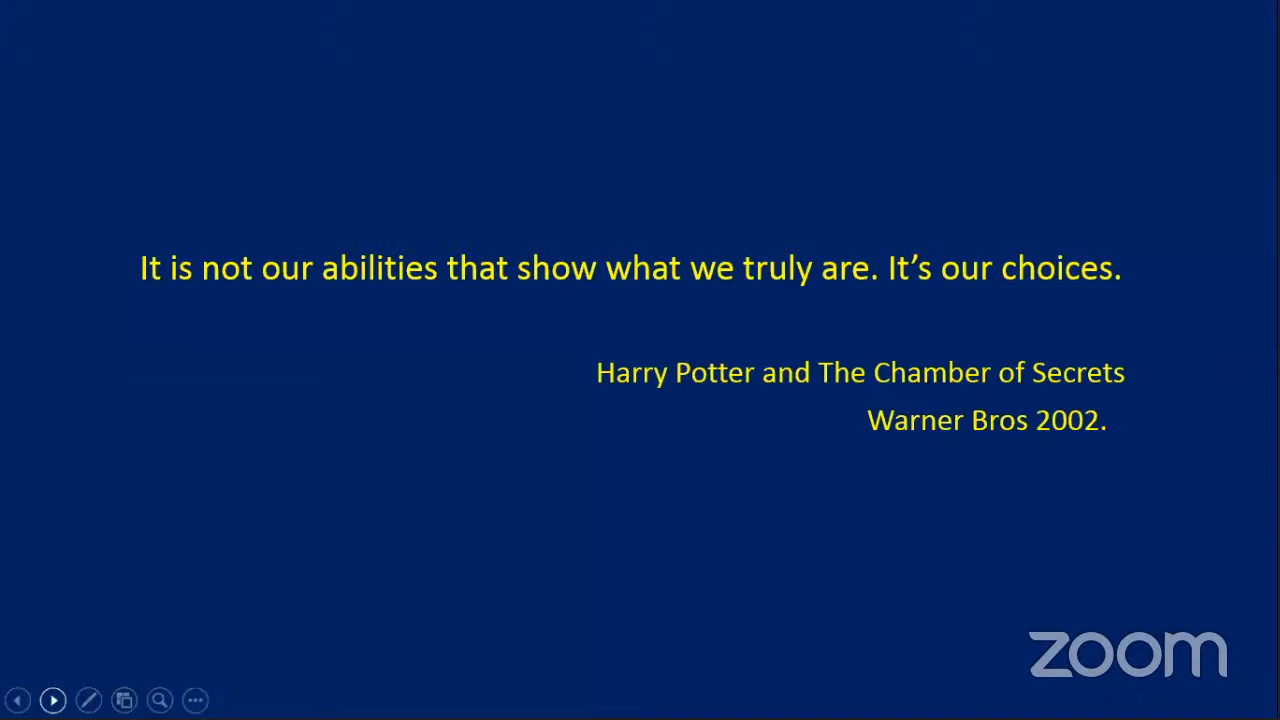 It is not our abilities that show what we truly are. It’s our choices.
Harry Potter and The Chamber of Secrets
Warner Bros 2002.
zoom